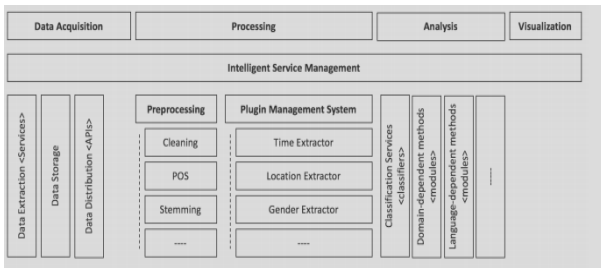 Data Acquisition
Processing
Analysis
Visualization
Intelligent Service Management
Data Extraction <Services>
Data Storage
Data Distribution <APIs>
Preprocessing
Cleaning
POS
Stemming
----
Plugin Management System
Time Extractor
Location Extractor
Gender Extractor
----
Classification Services
<classifiers>
Domain-dependent methods
<modules>
Language-dependent methods
<modules>
-----